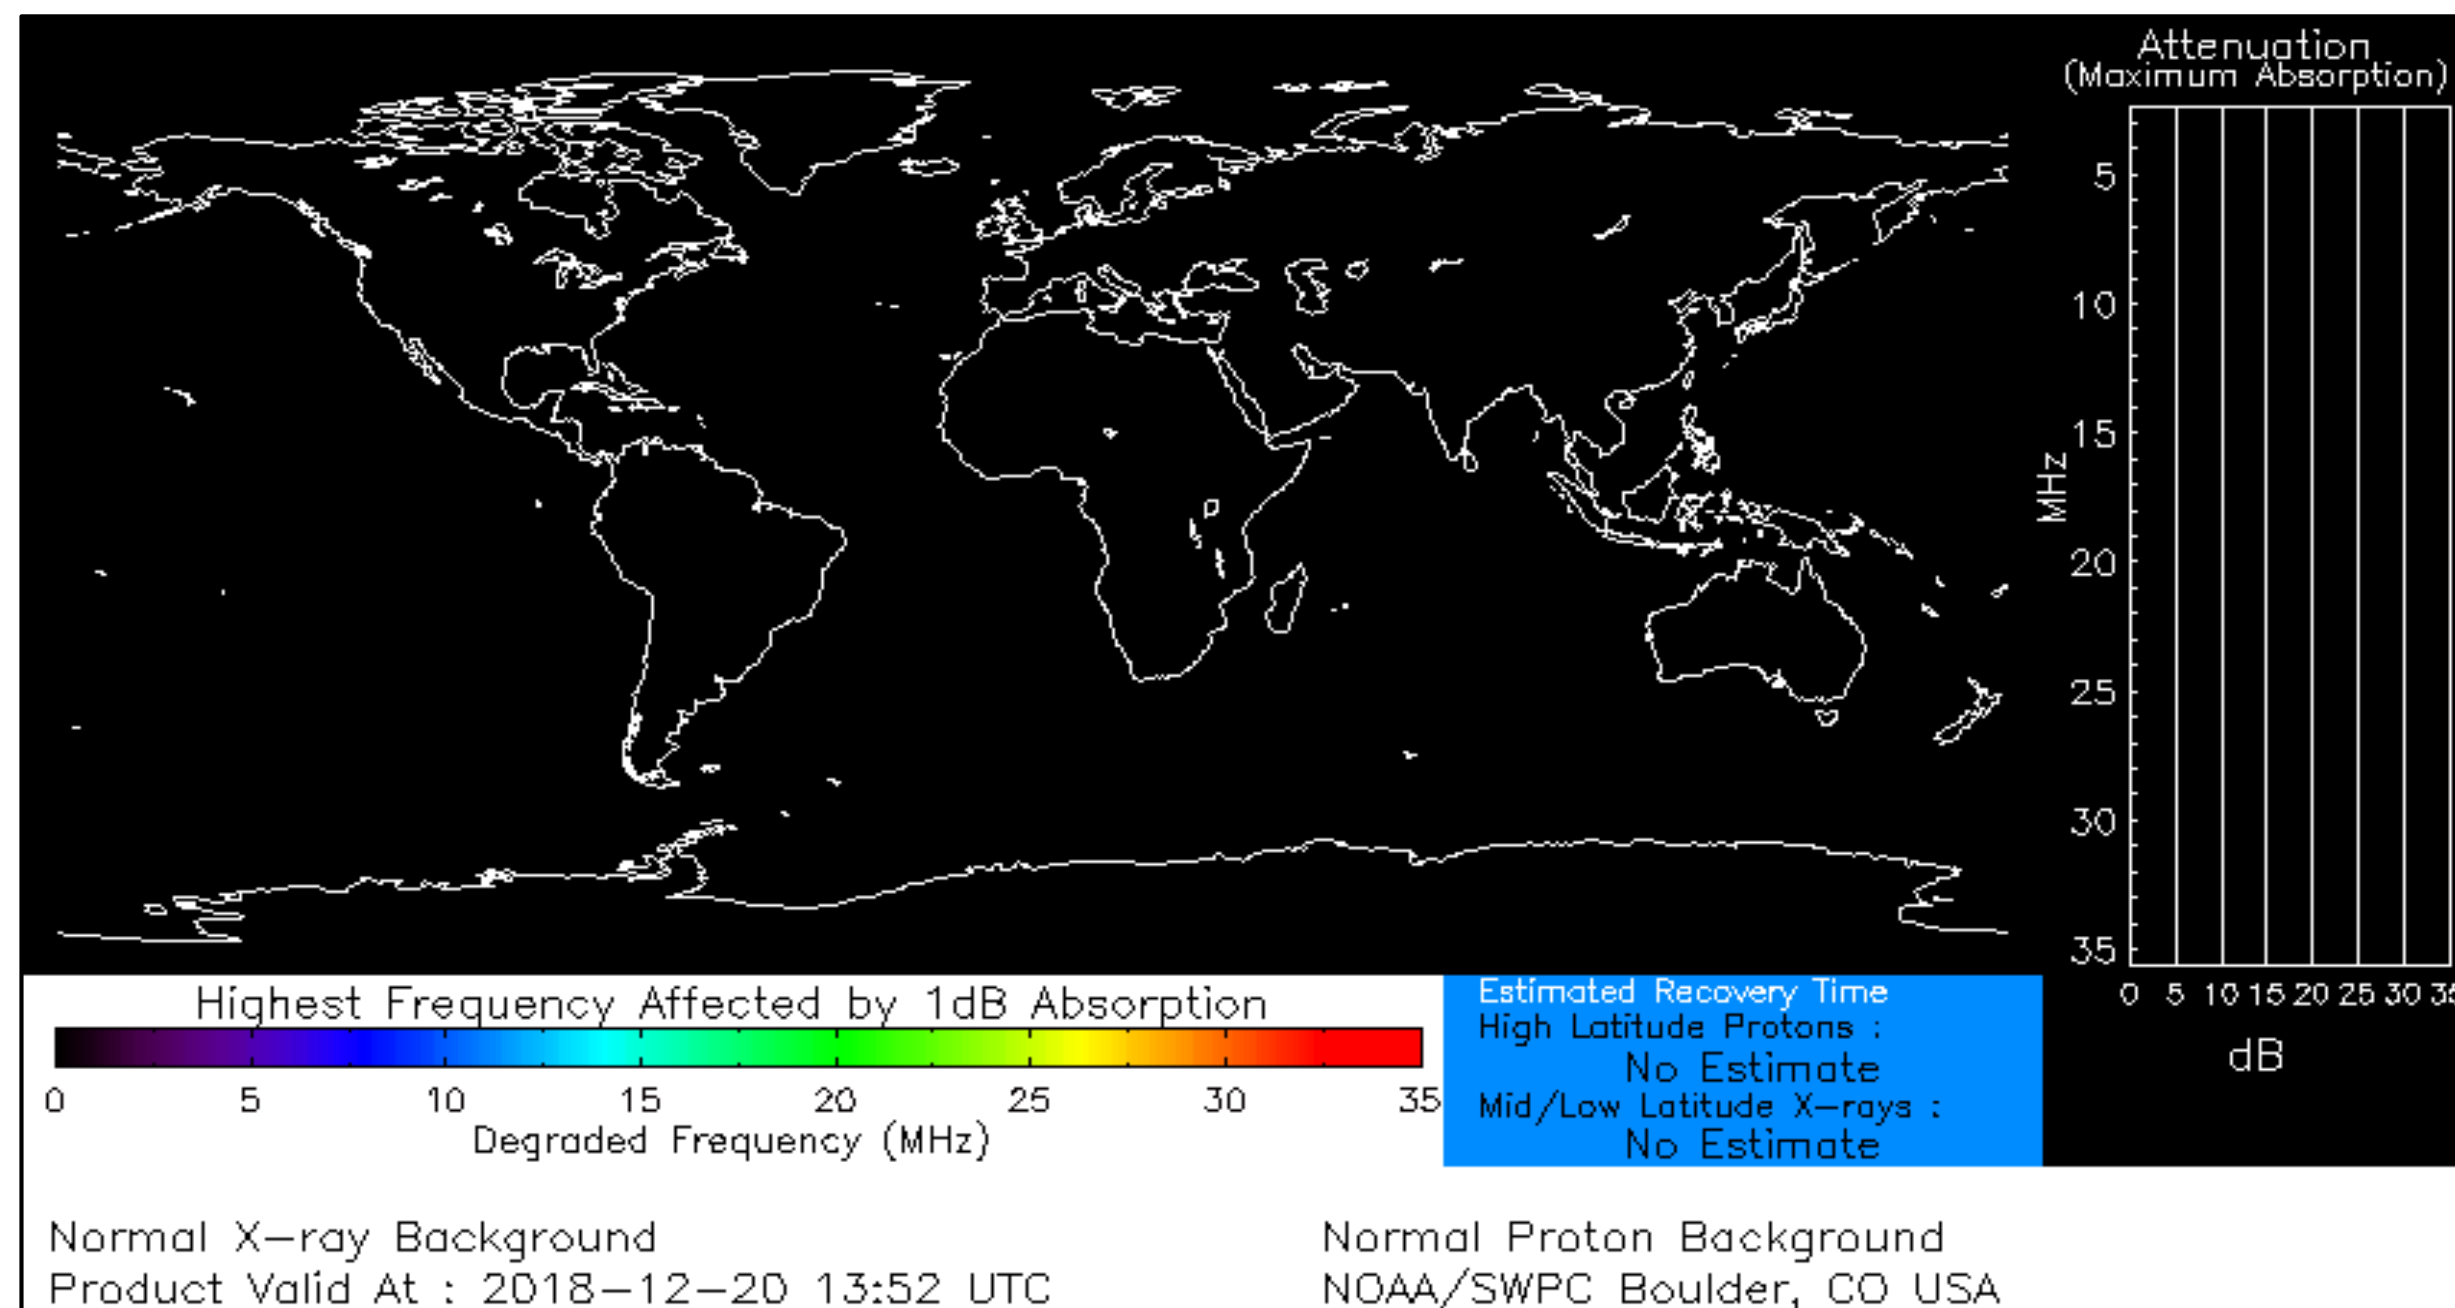 Attenuation
(Maximum Absorption)
5
10
15
20
25
30
35
MHz
0 5 10 15 20 25 30
dB
Highest Frequency Affected by 1dB Absorption
0 5 10 15 20 25 30 35
Degraded Frequency (MHz)
Estimated Recovery Time
High Latitude Protons :
No Estimate
Mid/Low Latitude X-rays :
No Estimate
Normal X-ray Background
Normal Proton Background
Product Valid At : 2018-12-20 13:52 UTC
NOAA/SWPC Boulder, CO USA